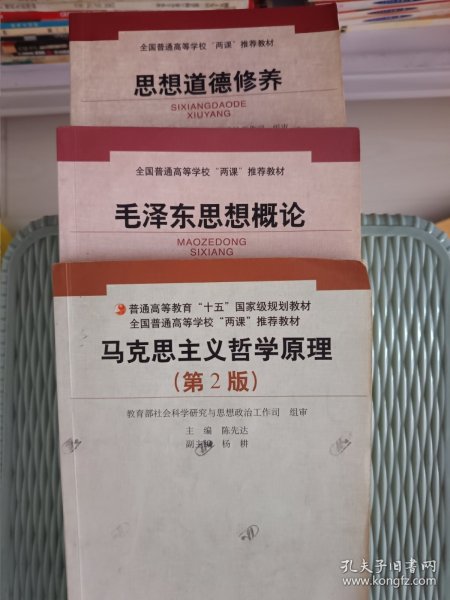 全国普通高等学校“两课”推荐教材
思想道德修养
SIXIANGDAODE
XIUYANG
全国普通高等学校“两课”推荐教材
毛泽东思想概论
MAOZEDONG
SIXIANG
普通高等教育“十五”国家级规划教材
全国普通高等学校“两课”推荐教材
马克思主义哲学原理
(第2版)
教育部社会科学研究与思想政治工作司 组审
主 编 陈先达
副主编 杨 耕
孔夫子旧书网
www.kongfz.com